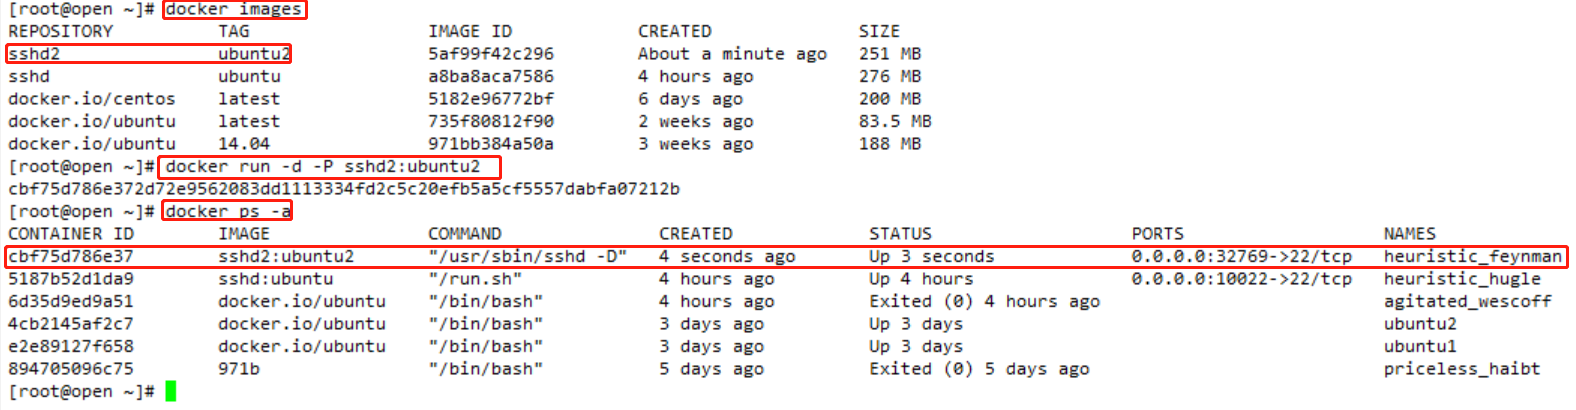 [root@open ~]# docker images
REPOSITORY TAG IMAGE ID CREATED SIZE
sshd2 ubuntu2 5af99f42c296 About a minute ago 251 MB
sshd ubuntu a8ba8aca7586 4 hours ago 276 MB
docker.io/centos latest 5182e96772bf 6 days ago 200 MB
docker.io/ubuntu latest 735f80812f90 2 weeks ago 83.5 MB
docker.io/ubuntu 14.04 971bb384a50a 3 weeks ago 188 MB
[root@open ~]# docker run -d -P sshd2:ubuntu2
cbf75d786e372d72e9562083dd1113334fd2c5c20efb5a5cf5557dabfa07212b
[root@open ~]# docker ps -a
CONTAINER ID IMAGE COMMAND CREATED STATUS PORTS NAMES
cbf75d786e37 sshd2:ubuntu2 "/usr/sbin/sshd -D" 4 seconds ago Up 3 seconds 0.0.0.0:32769->22/tcp heuristic_feynman
5187b52d1da9 sshd:ubuntu "/run.sh" 4 hours ago Up 4 hours 0.0.0.0:10022->22/tcp heuristic_hugle
6d35d9ed9a51 docker.io/ubuntu "/bin/bash" 4 hours ago Exited (0) 4 hours ago agitated_wescoff
4cb2145af2c7 docker.io/ubuntu "/bin/bash" 3 days ago Up 3 days ubuntu2
e2e89127f658 docker.io/ubuntu "/bin/bash" 3 days ago Up 3 days ubuntu1
894705096c75 971b "/bin/bash" 5 days ago Exited (0) 5 days ago priceless_haibt
[root@open ~]#